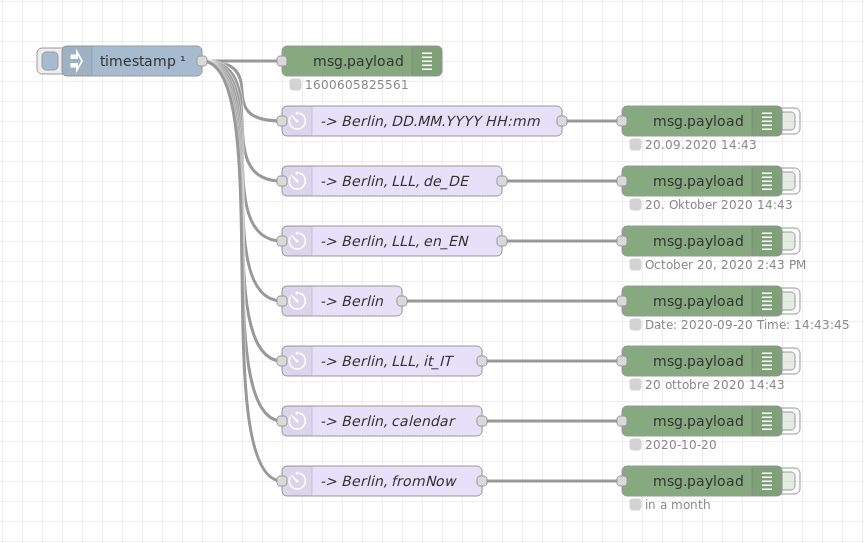 timestamp ¹ msg.payload
1600605825561
-> Berlin, DD.MM.YYYY HH:mm msg.payload
20.09.2020 14:43
-> Berlin, LLL, de_DE msg.payload
20. Oktober 2020 14:43
-> Berlin, LLL, en_EN msg.payload
October 20, 2020 2:43 PM
-> Berlin msg.payload
Date: 2020-09-20 Time: 14:43:45
-> Berlin, LLL, it_IT msg.payload
20 ottobre 2020 14:43
-> Berlin, calendar msg.payload
2020-10-20
-> Berlin, fromNow msg.payload
in a month